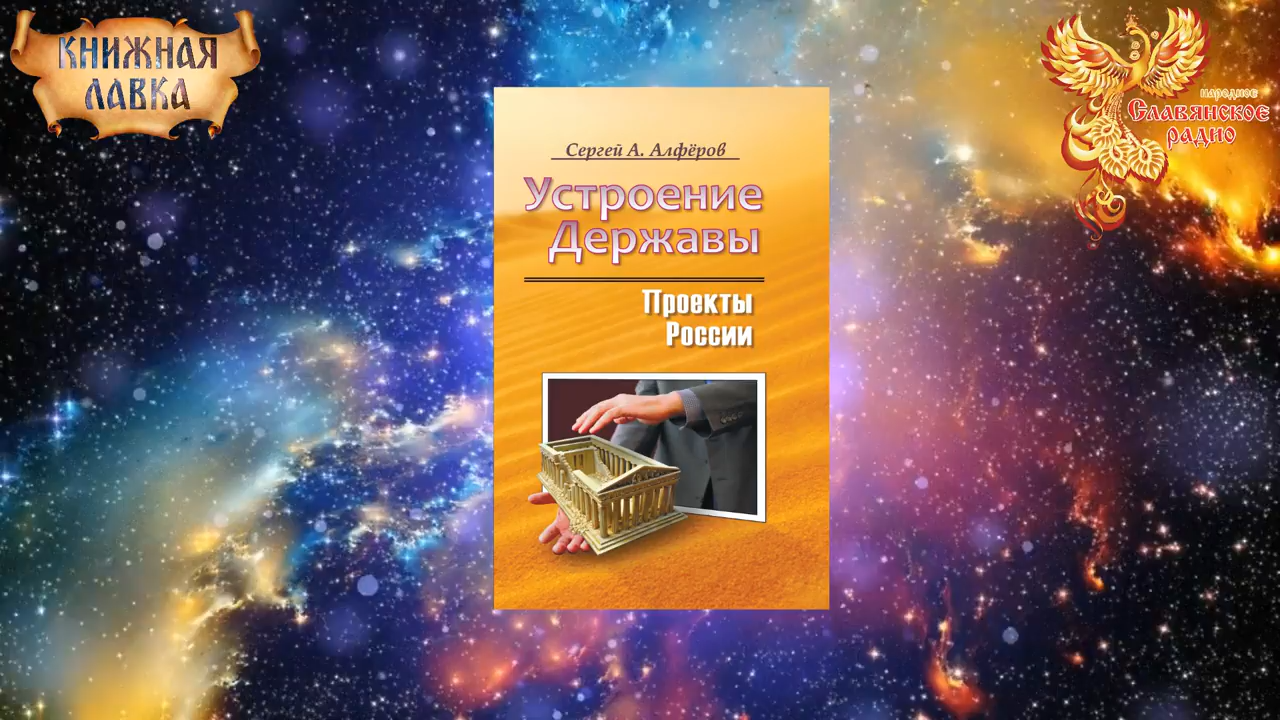 КНИЖНАЯ
ЛАВКА
народное
Славянское
радио
Сергей А. Алфёров
Устроение
Державы
Проекты
России